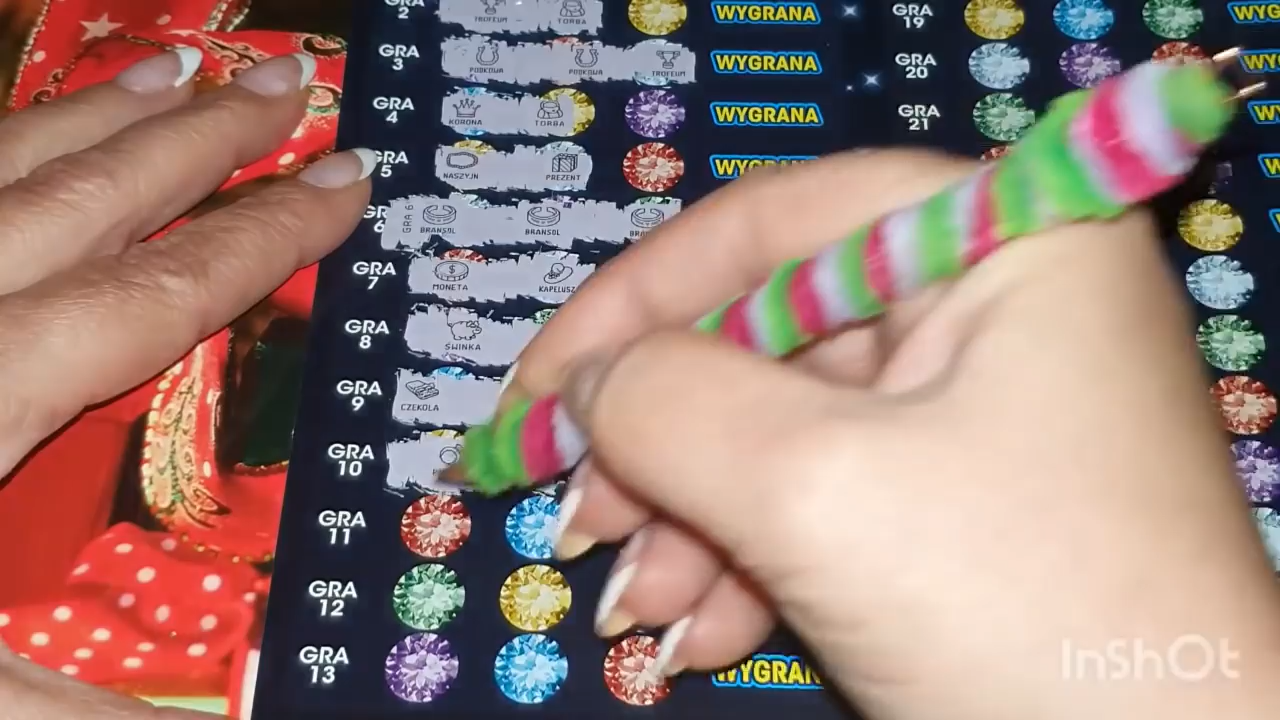 GRA 2 TROFEUM TORBA WYGRANA
GRA 3 PODKOWA PODKOWA TROFEUM WYGRANA
GRA 4 KORONA TORBA WYGRANA
GRA 5 NASZYJN PREZENT
GRA 6 GRA 6 BRANSOL BRANSOL
GRA 7 MONETA KAPELUSZ
GRA 8 ŚWINKA
GRA 9 CZEKOLA
GRA 10
GRA 11
GRA 12
GRA 13
GRA 19
GRA 20
GRA 21
InShOt